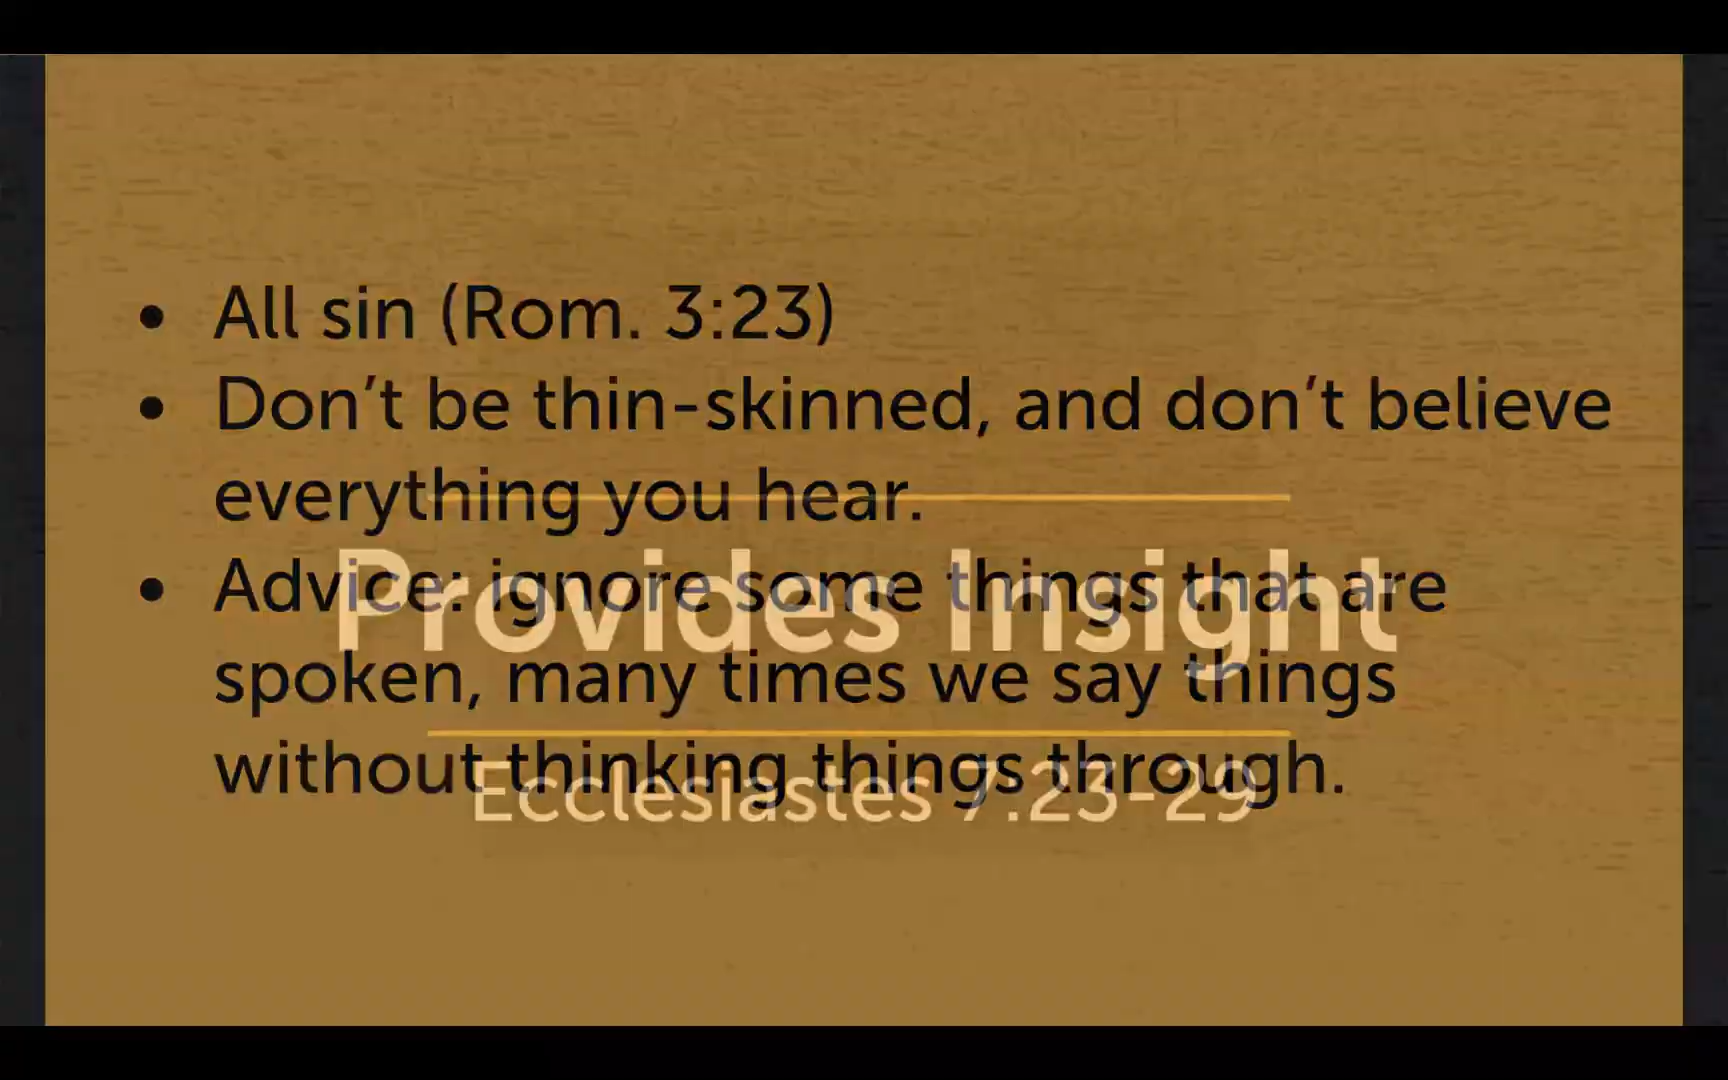 • All sin (Rom. 3:23)
• Don’t be thin-skinned, and don’t believe
everything you hear.
• Advice: ignore some things that are
spoken, many times we say things
without thinking things through.
Provides Insight
Ecclesiastes 7:23-29